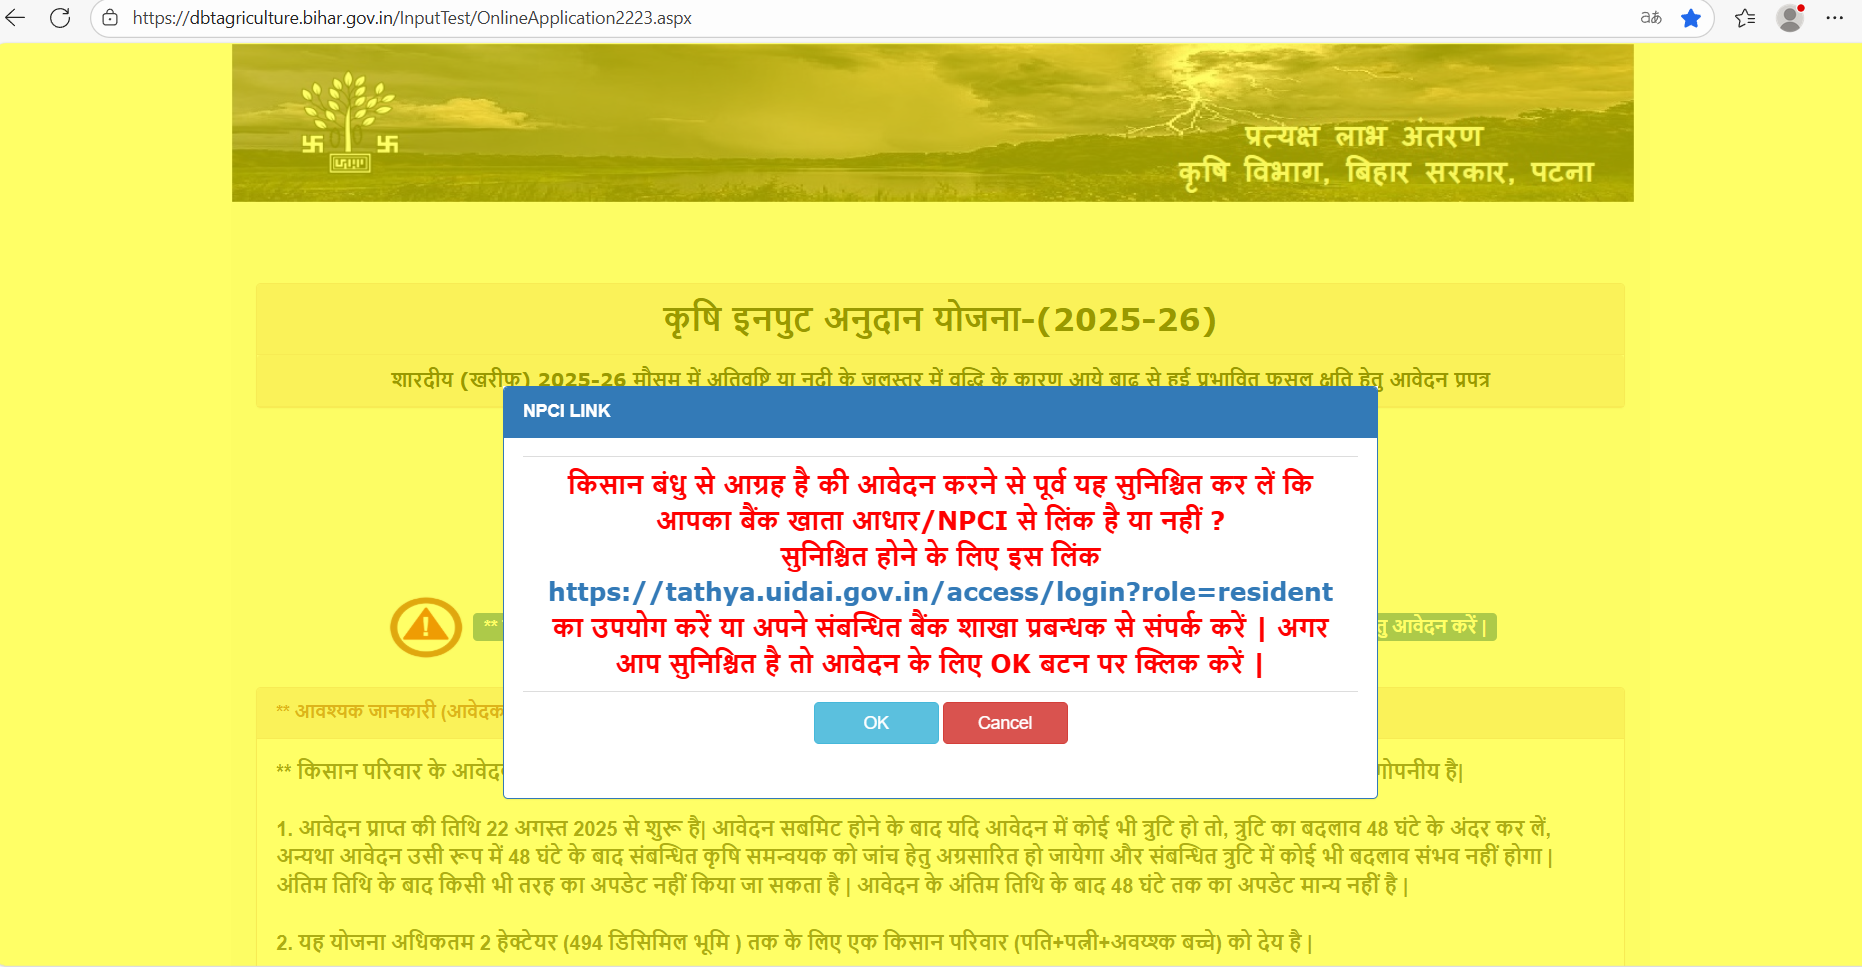 https://dbtagriculture.bihar.gov.in/InputTest/OnlineApplication2223.aspx
प्रत्यक्ष लाभ अंतरण
कृषि विभाग, बिहार सरकार, पटना
कृषि इनपुट अनुदान योजना-(2025-26)
शारदीय (खरीफ) 2025-26 मौसम में अतिवृष्टि या नदी के जलस्तर में वृद्धि के कारण आये बाढ़ से हुई प्रभावित फसल क्षति हेतु आवेदन प्रपत्र
NPCI LINK
किसान बंधु से आग्रह है की आवेदन करने से पूर्व यह सुनिश्चित कर लें कि
आपका बैंक खाता आधार/NPCI से लिंक है या नहीं ?
सुनिश्चित होने के लिए इस लिंक
https://tathya.uidai.gov.in/access/login?role=resident
का उपयोग करें या अपने संबन्धित बैंक शाखा प्रबन्धक से संपर्क करें | अगर
आप सुनिश्चित है तो आवेदन के लिए OK बटन पर क्लिक करें |
OK Cancel
** तु आवेदन करें |
** आवश्यक जानकारी (आवेदक
** किसान परिवार के आवेद गोपनीय है|
1. आवेदन प्राप्त की तिथि 22 अगस्त 2025 से शुरू है| आवेदन सबमिट होने के बाद यदि आवेदन में कोई भी त्रुटि हो तो, त्रुटि का बदलाव 48 घंटे के अंदर कर लें,
अन्यथा आवेदन उसी रूप में 48 घंटे के बाद संबन्धित कृषि समन्वयक को जांच हेतु अग्रसारित हो जायेगा और संबन्धित त्रुटि में कोई भी बदलाव संभव नहीं होगा |
अंतिम तिथि के बाद किसी भी तरह का अपडेट नहीं किया जा सकता है | आवेदन के अंतिम तिथि के बाद 48 घंटे तक का अपडेट मान्य नहीं है |
2. यह योजना अधिकतम 2 हेक्टेयर (494 डिसिमिल भूमि ) तक के लिए एक किसान परिवार (पति+पत्नी+अवय्श्क बच्चे) को देय है |